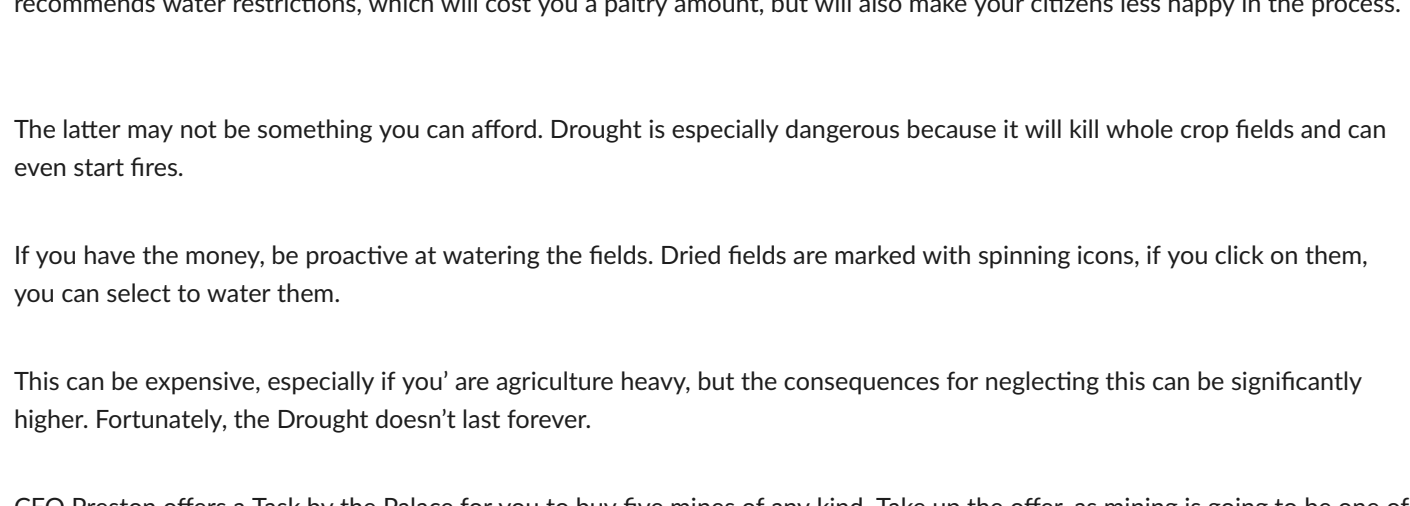 recommends water restrictions, which will cost you a paltry amount, but will also make your citizens less happy in the process.
The latter may not be something you can afford. Drought is especially dangerous because it will kill whole crop fields and can
even start fires.
If you have the money, be proactive at watering the fields. Dried fields are marked with spinning icons, if you click on them,
you can select to water them.
This can be expensive, especially if you’ are agriculture heavy, but the consequences for neglecting this can be significantly
higher. Fortunately, the Drought doesn’t last forever.
CEO Preston offers a Task by the Palace for you to buy five mines of any kind. Take up the offer, as mining is going to be one of